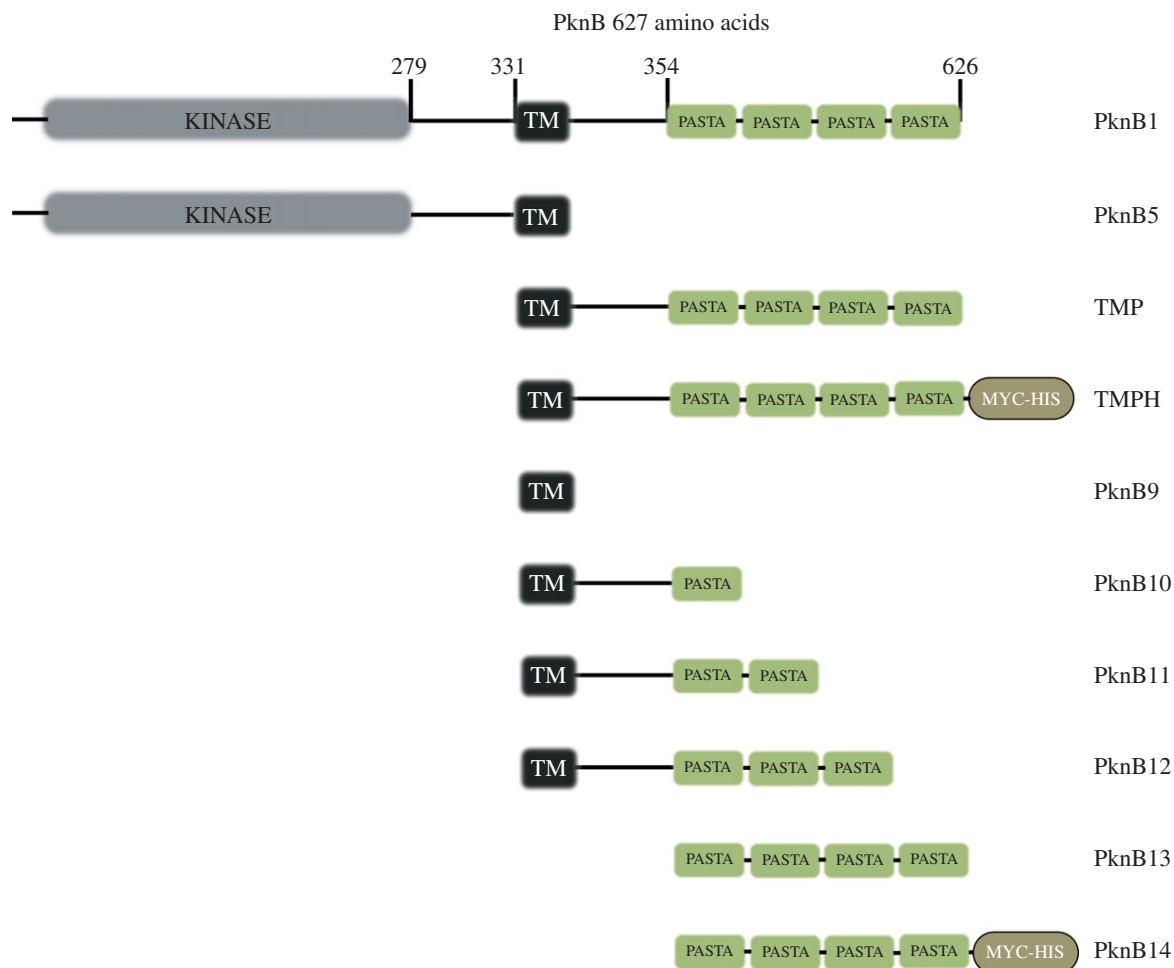 PknB 627 amino acids
279 331 354 626
KINASE TM PASTA PASTA PASTA PASTA PknB1
KINASE TM PknB5
TM PASTA PASTA PASTA PASTA TMP
TM PASTA PASTA PASTA PASTA MYC-HIS TMPH
TM PknB9
TM PASTA PknB10
TM PASTA PASTA PknB11
TM PASTA PASTA PASTA PknB12
PASTA PASTA PASTA PASTA PknB13
PASTA PASTA PASTA PASTA MYC-HIS PknB14